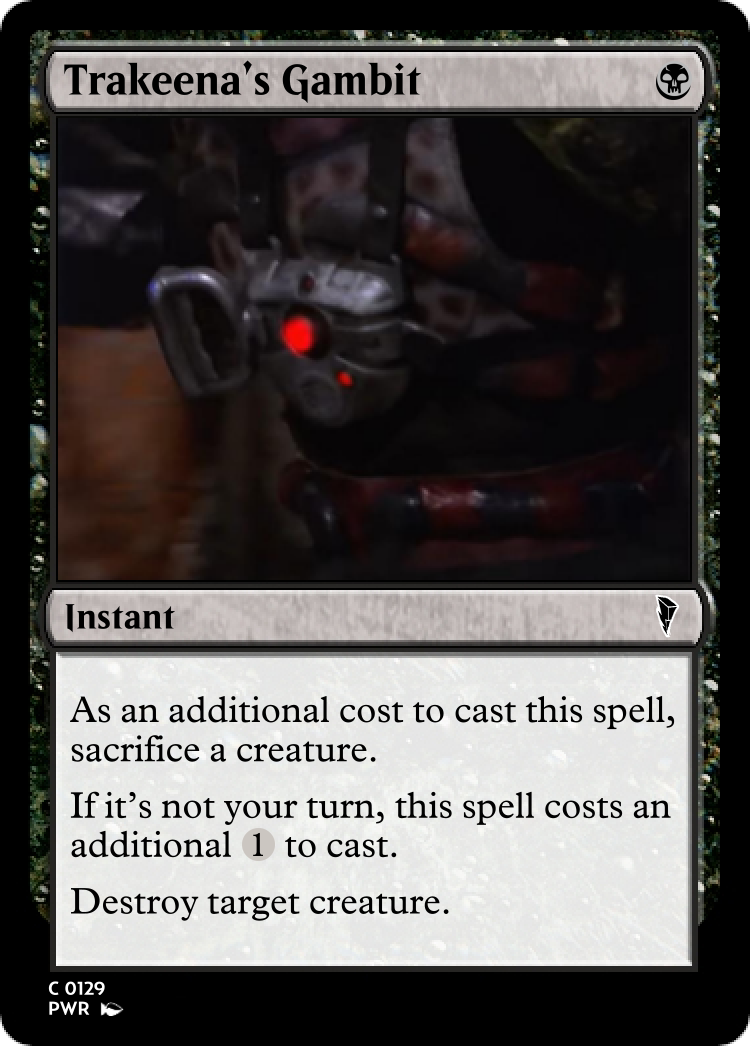 Trakeena's Gambit
Instant
As an additional cost to cast this spell,
sacrifice a creature.
If it's not your turn, this spell costs an
additional 1 to cast.
Destroy target creature.
C 0129
PWR